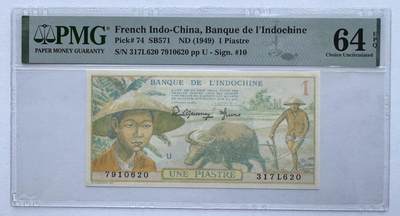 PMG
PAPER MONEY GUARANTY
French Indo-China, Banque de l'Indochine
Pick# 74 SB571 ND (1949) 1 Piastre
S/N 317L620 7910620 pp U - Sign. #10
64 EPQ
Choice Uncirculated
BANQUE DE L'INDOCHINE
1
U
7910620
317L620
UNE PIASTRE